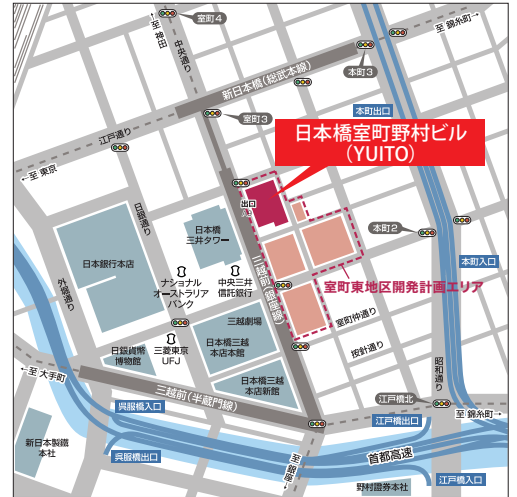 室町4
←至 神田
中央通り
至 錦糸町→
本町3
新日本橋(総武本線)
室町3
本町出口
江戸通り
日本橋室町野村ビル
(YUITO)
←至 東京
出口
日銀通り
日本橋
三井タワー
本町2
外堀通り
日本銀行本店
ナショナル
オーストラリア
バンク
中央三井
信託銀行
三越前(銀座線)
本町入口
室町東地区開発計画エリア
三越劇場
室町仲通り
日本橋三越
本店本館
日銀貨幣
博物館
三菱東京
UFJ
按針通り
昭和通り
←至 大手町
日本橋三越
本店新館
三越前(半蔵門線)
呉服橋入口
江戸橋北
至 錦糸町→
江戸橋出口
新日本製鐵
本社
呉服橋出口
至 銀座→
首都高速
江戸橋入口
野村證券本社